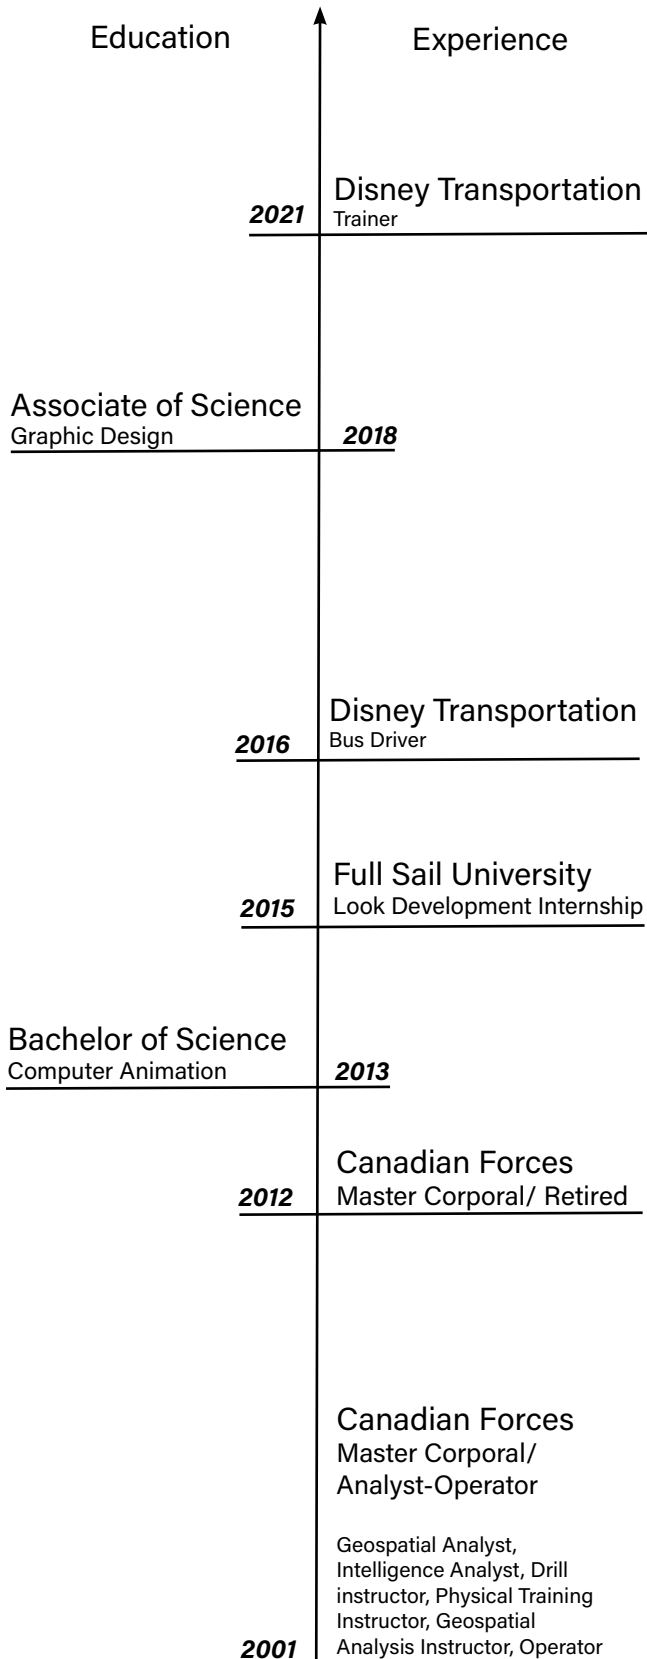 Education
Experience
Disney Transportation
2021
Trainer
Associate of Science
Graphic Design
2018
Disney Transportation
2016
Bus Driver
Full Sail University
2015
Look Development Internship
Bachelor of Science
Computer Animation
2013
Canadian Forces
2012
Master Corporal/ Retired
Canadian Forces
Master Corporal/
Analyst-Operator
Geospatial Analyst,
Intelligence Analyst, Drill
instructor, Physical Training
Instructor, Geospatial
2001
Analysis Instructor, Operator